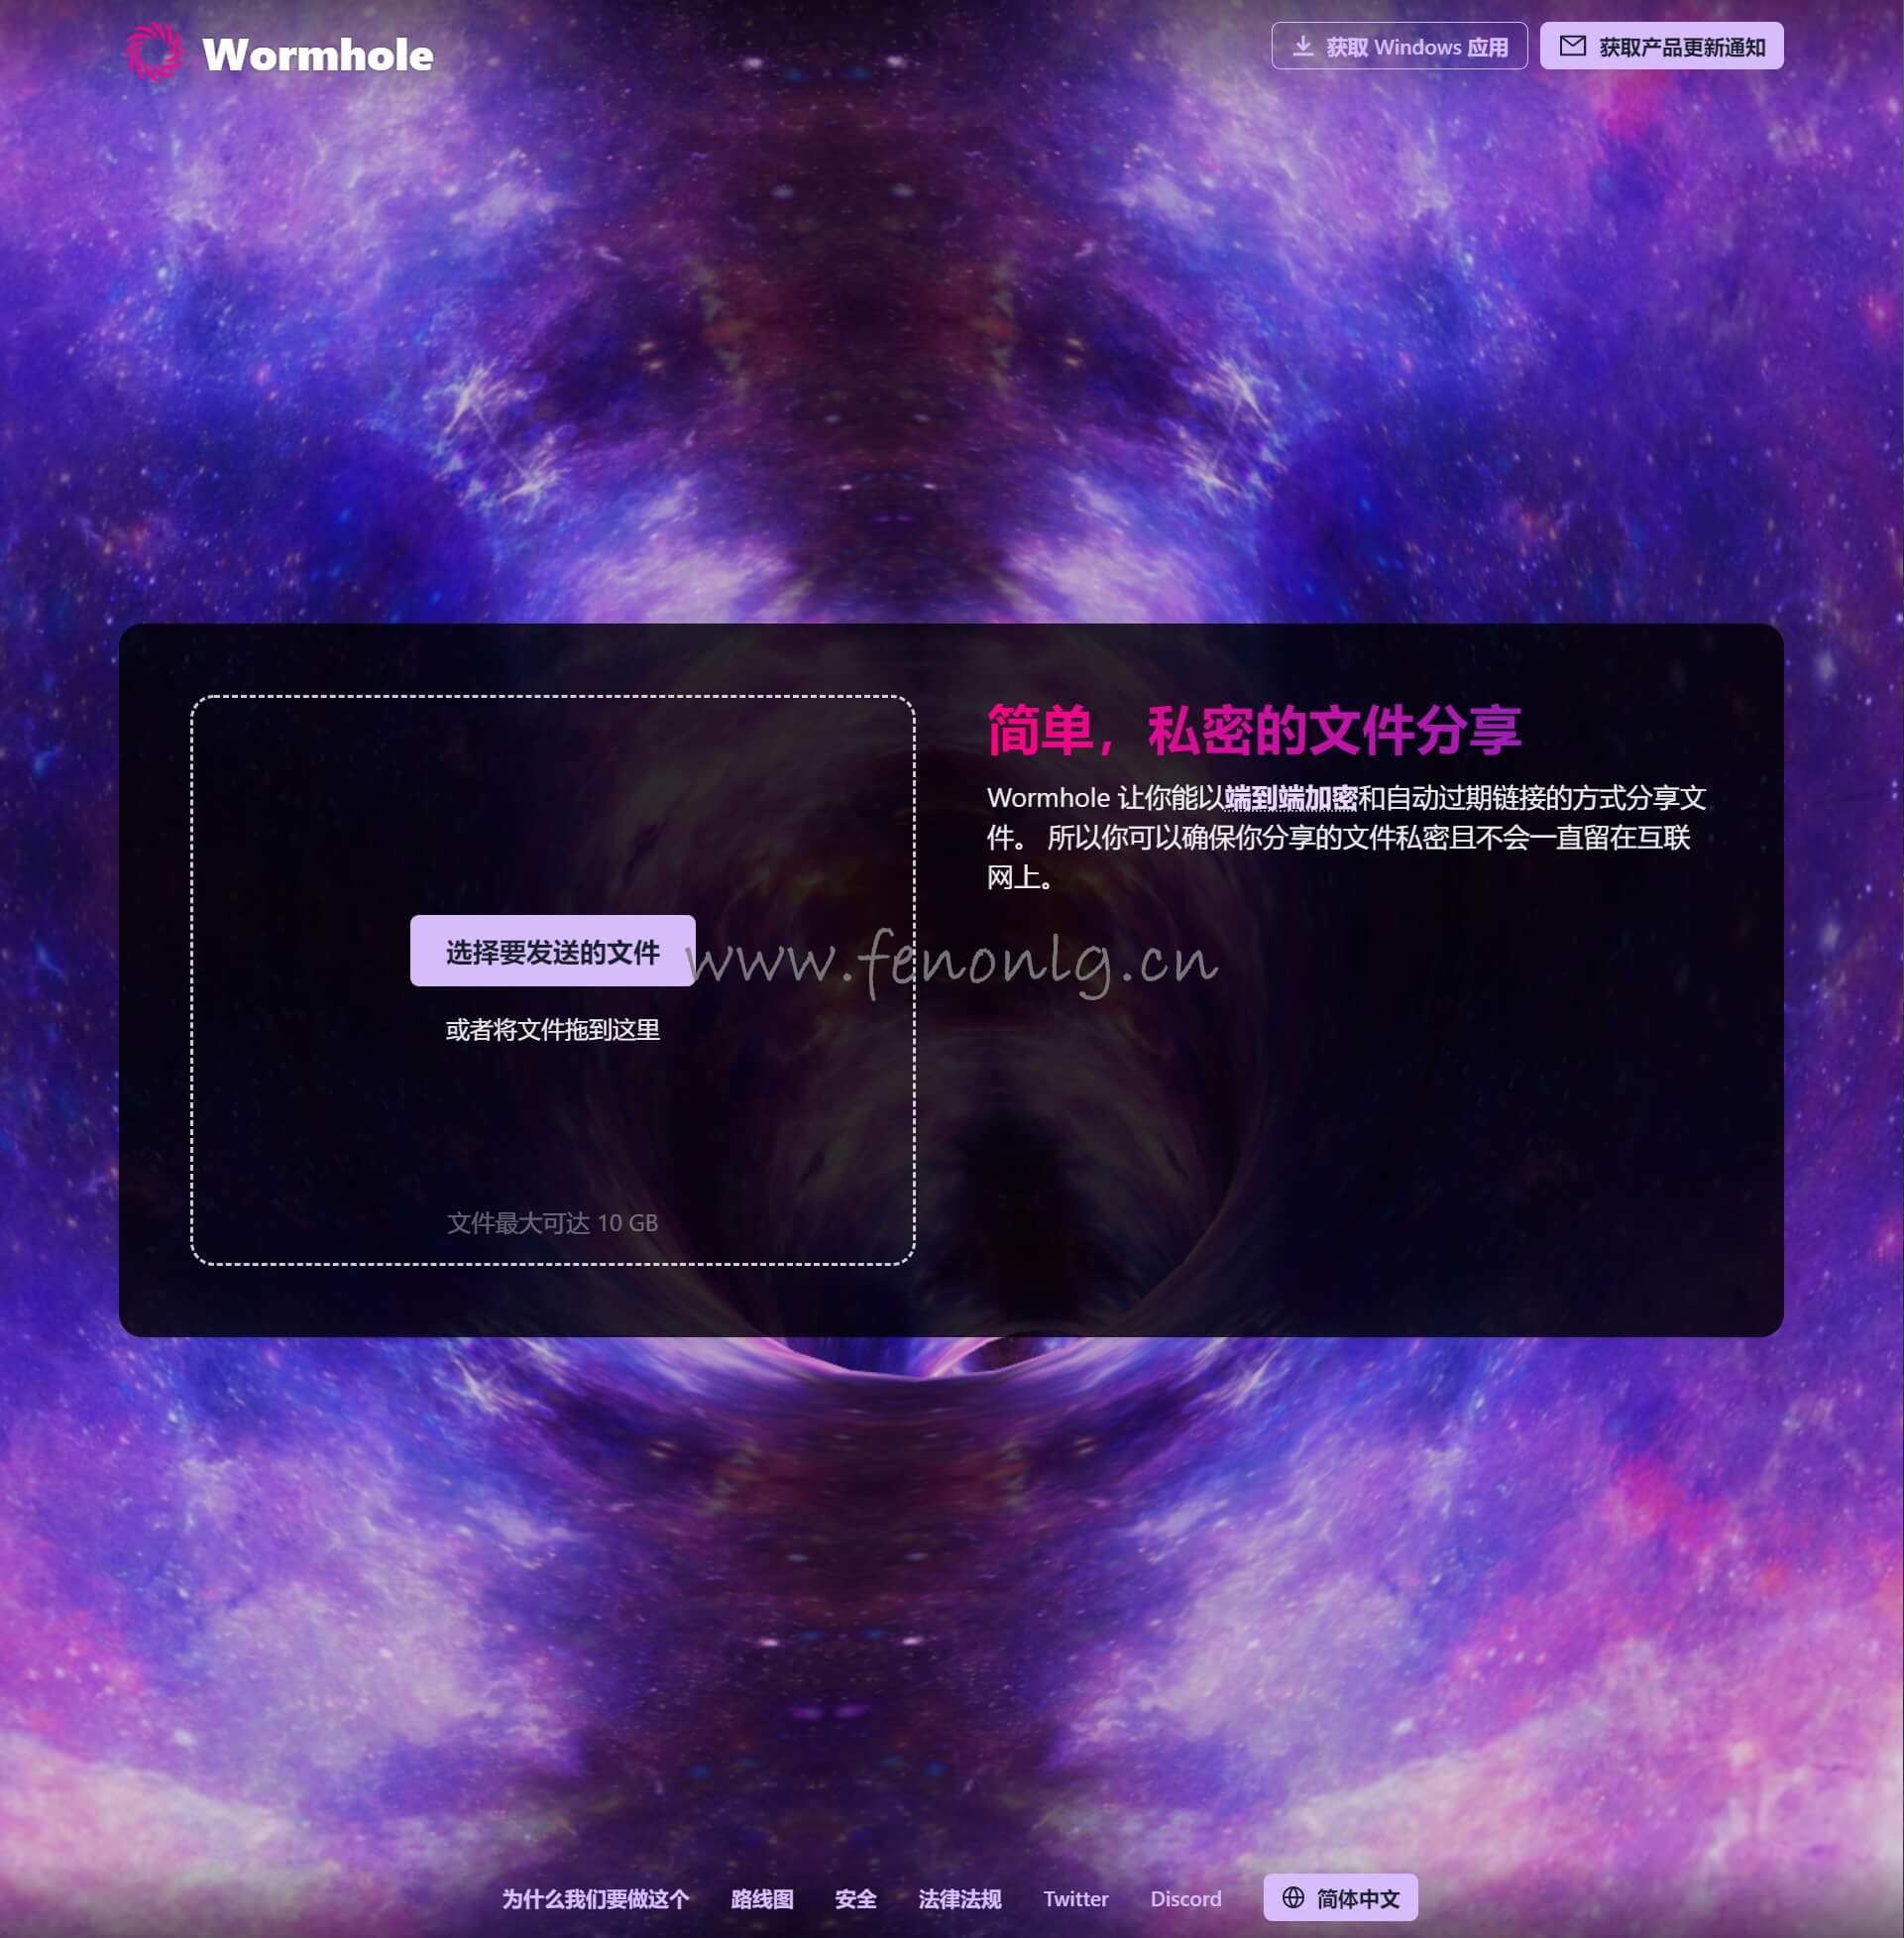 Wormhole
获取 Windows 应用
获取产品更新通知
简单，私密的文件分享
Wormhole 让你能以端到端加密和自动过期链接的方式分享文
件。 所以你可以确保你分享的文件私密且不会一直留在互联
网上。
选择要发送的文件
www.fenonlg.cn
或者将文件拖到这里
文件最大可达 10 GB
为什么我们要做这个
路线图
安全
法律法规
Twitter
Discord
简体中文